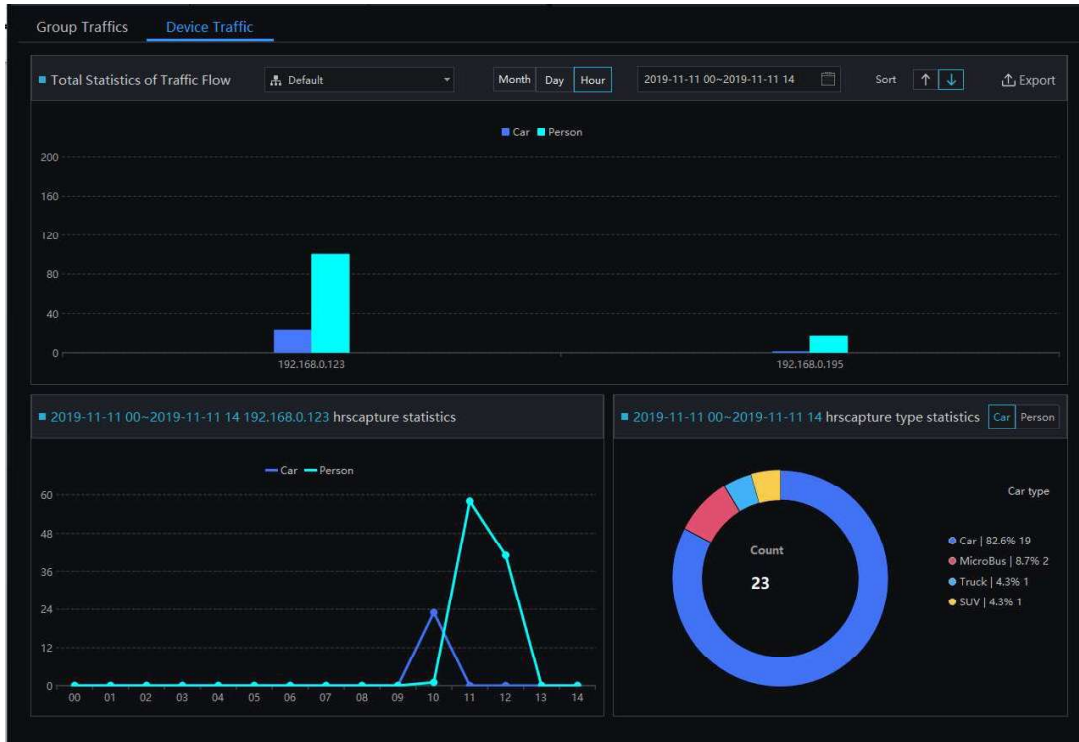 Group Traffics Device Traffic
Total Statistics of Traffic Flow Default Month Day Hour 2019-11-11 00~2019-11-11 14 Sort ↑ ↓ Export
Car Person
200
160
120
80
40
0
192.168.0.123 192.168.0.195
2019-11-11 00~2019-11-11 14 192.168.0.123 hrscapture statistics
Car Person
60
48
36
24
12
0
00 01 02 03 04 05 06 07 08 09 10 11 12 13 14
2019-11-11 00~2019-11-11 14 hrscapture type statistics Car Person
Count
23
Car type
Car | 82.6% 19
MicroBus | 8.7% 2
Truck | 4.3% 1
SUV | 4.3% 1